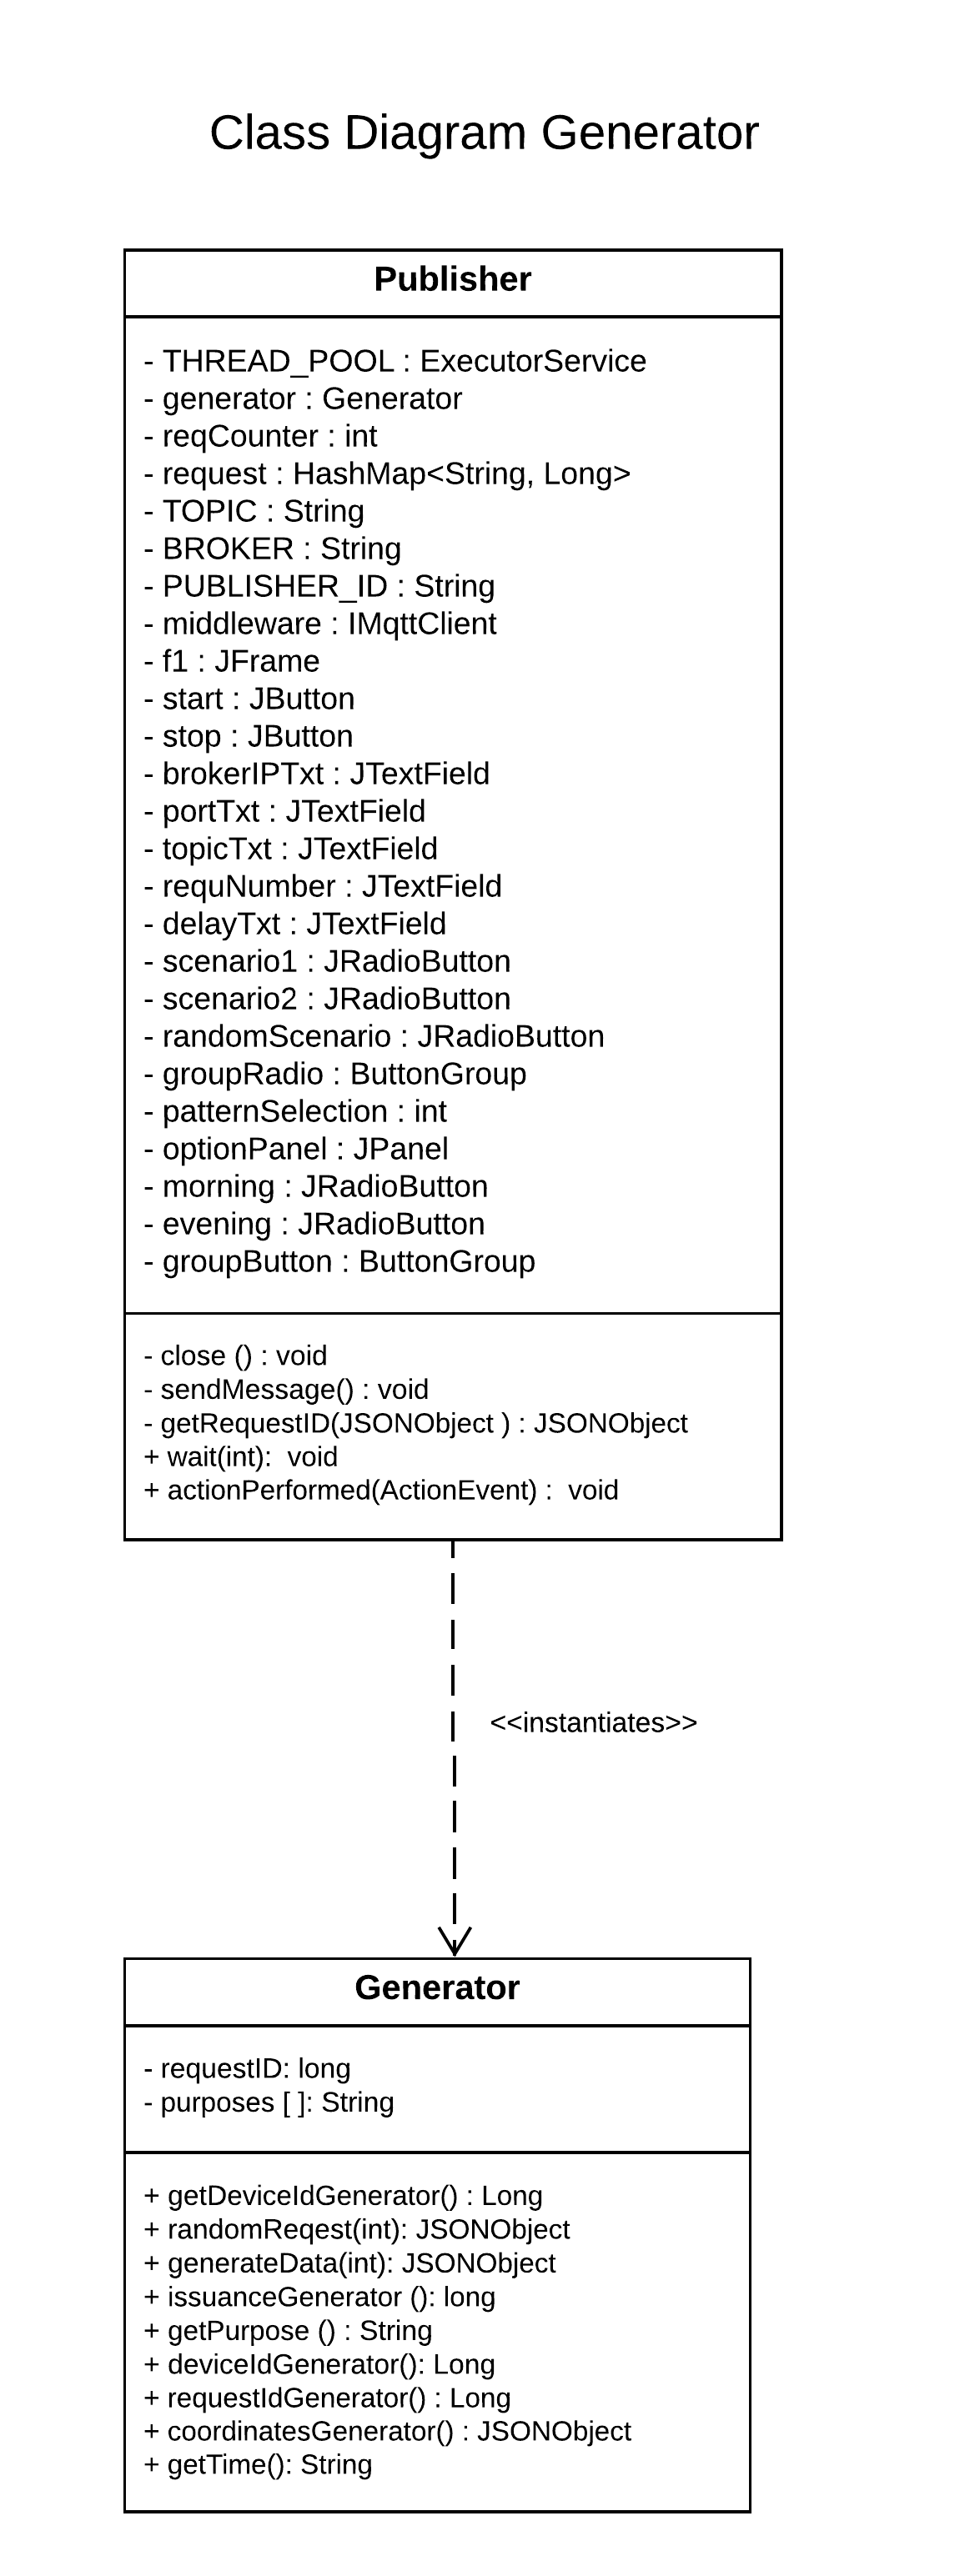 Class Diagram Generator
Publisher
- THREAD_POOL : ExecutorService
- generator : Generator
- reqCounter : int
- request : HashMap<String, Long>
- TOPIC : String
- BROKER : String
- PUBLISHER_ID : String
- middleware : IMqttClient
- f1 : JFrame
- start : JButton
- stop : JButton
- brokerIPTxt : JTextField
- portTxt : JTextField
- topicTxt : JTextField
- requNumber : JTextField
- delayTxt : JTextField
- scenario1 : JRadioButton
- scenario2 : JRadioButton
- randomScenario : JRadioButton
- groupRadio : ButtonGroup
- patternSelection : int
- optionPanel : JPanel
- morning : JRadioButton
- evening : JRadioButton
- groupButton : ButtonGroup
- close () : void
- sendMessage() : void
- getRequestID(JSONObject ) : JSONObject
+ wait(int):  void
+ actionPerformed(ActionEvent) :  void
<<instantiates>>
Generator
- requestID: long
- purposes [ ]: String
+ getDeviceIdGenerator() : Long
+ randomReqest(int): JSONObject
+ generateData(int): JSONObject
+ issuanceGenerator (): long
+ getPurpose () : String
+ deviceIdGenerator(): Long
+ requestIdGenerator() : Long
+ coordinatesGenerator() : JSONObject
+ getTime(): String